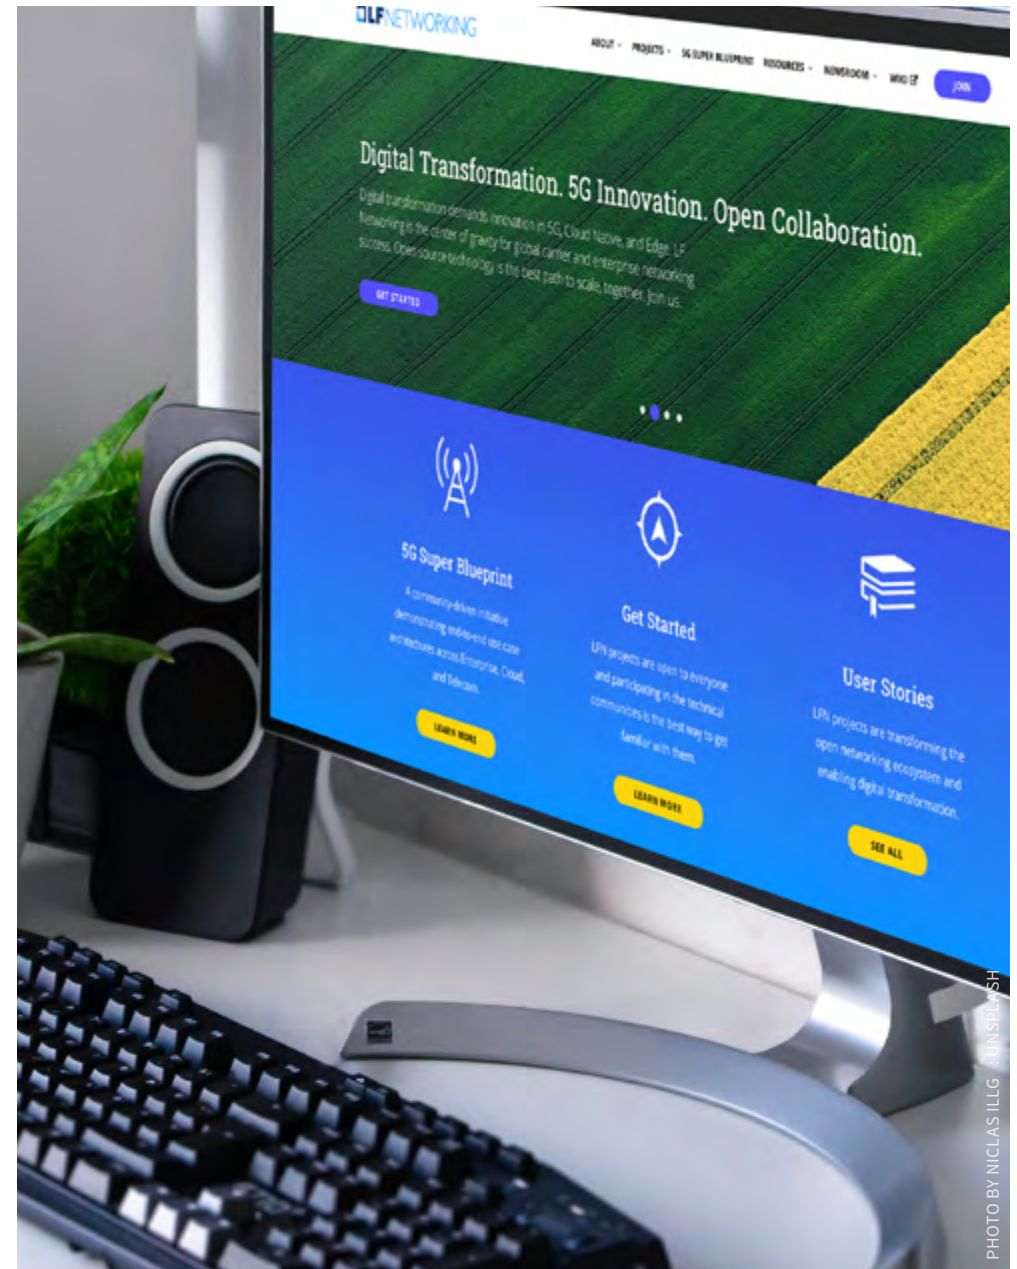 LFNETWORKING
ABOUT PROJECTS 5G SUPER BLUEPRINT RESOURCES NEWSROOM WIKI JOIN
Digital Transformation. 5G Innovation. Open Collaboration.
Digital transformation demands innovation in 5G, Cloud Native, and Edge. LF
Networking is the center of gravity for global carrier and enterprise networking
success. Open source technology is the best path to scale, together. Join us.
GET STARTED
5G Super Blueprint
A community-driven initiative
demonstrating end-to-end use case
architectures across Enterprise, Cloud,
and Telecom.
LEARN MORE
Get Started
LFN projects are open to everyone
and participating in the technical
communities is the best way to get
familiar with them.
LEARN MORE
User Stories
LFN projects are transforming the
open networking ecosystem and
enabling digital transformation.
SEE ALL
PHOTO BY NICLAS ILLG / UNSPLASH